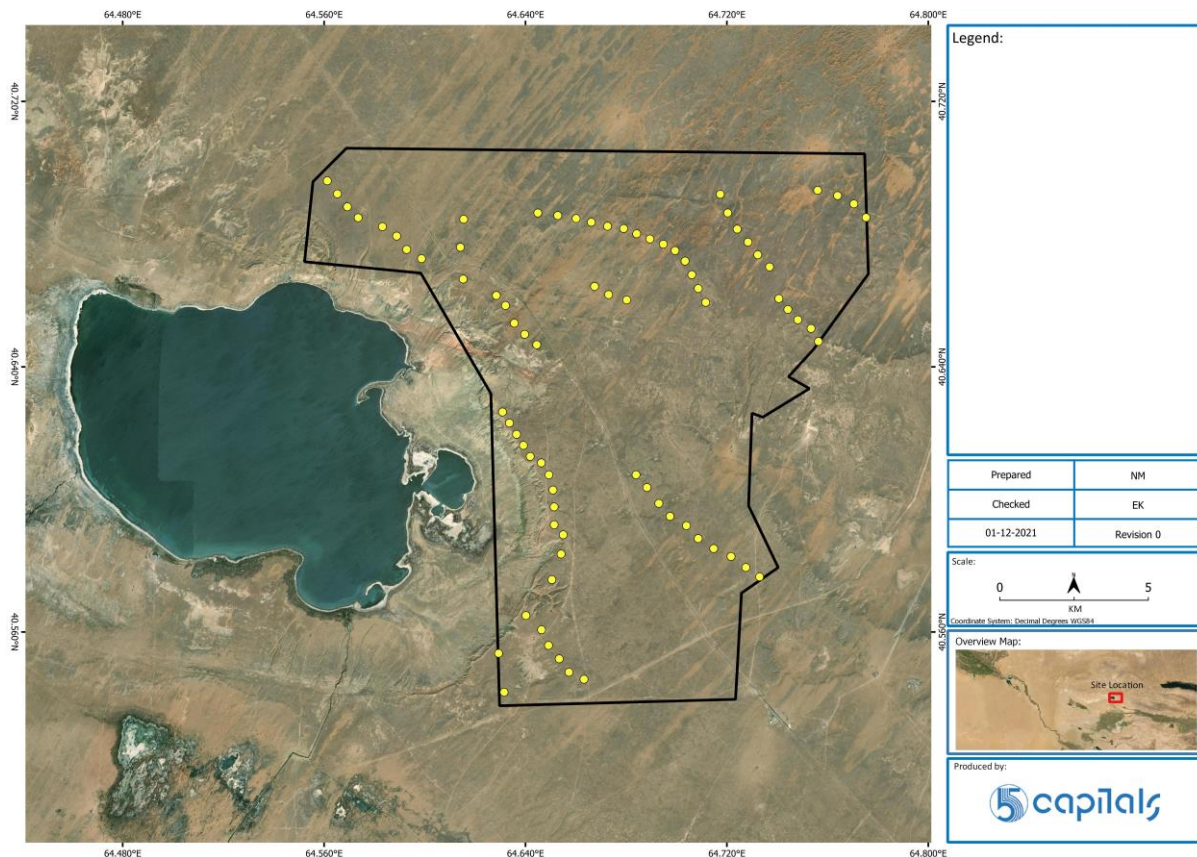 64.480°E 64.560°E 64.640°E 64.720°E 64.800°E
40.720°N 40.720°N
40.640°N 40.640°N
40.560°N 40.560°N
64.480°E 64.560°E 64.640°E 64.720°E 64.800°E
Legend:
Prepared NM
Checked EK
01-12-2021 Revision 0
Scale:
N
0 5
KM
Coordinate System: Decimal Degrees WGS84
Overview Map:
Site Location
Produced by:
5 capitals